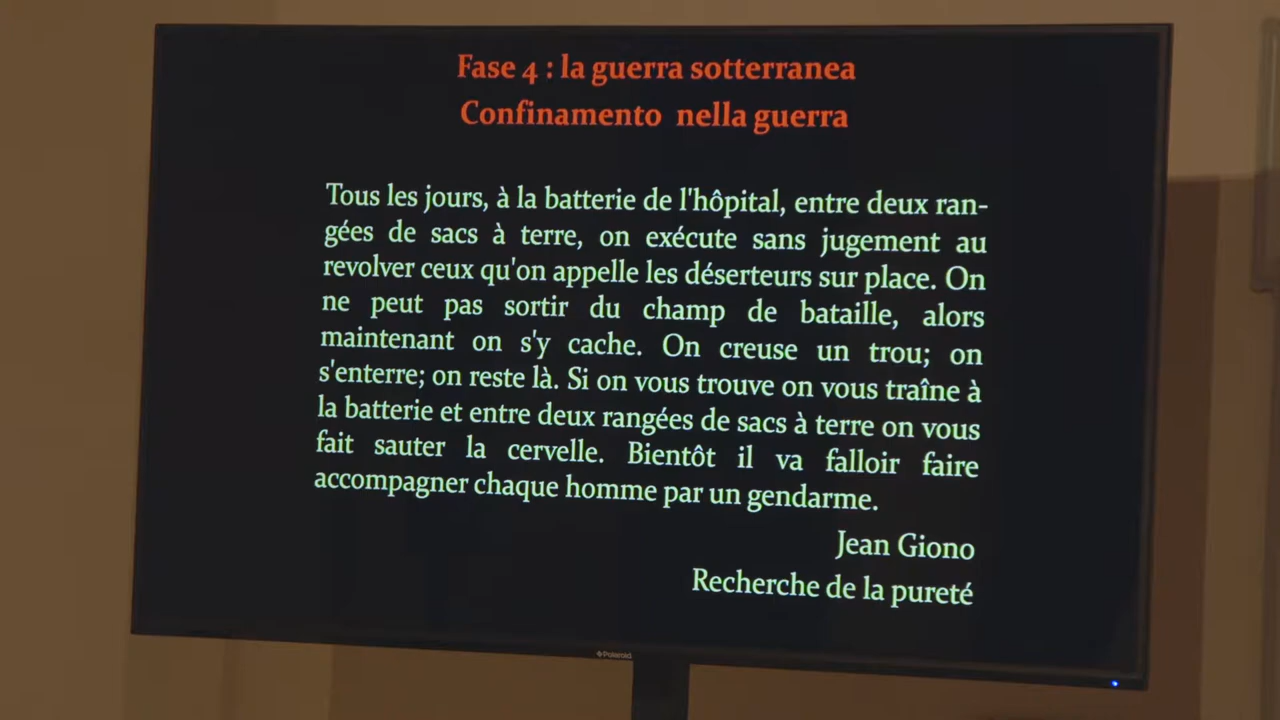 Fase 4 : la guerra sotterranea
Confinamento nella guerra
Tous les jours, à la batterie de l'hôpital, entre deux ran-
gées de sacs à terre, on exécute sans jugement au
revolver ceux qu'on appelle les déserteurs sur place. On
ne peut pas sortir du champ de bataille, alors
maintenant on s'y cache. On creuse un trou; on
s'enterre; on reste là. Si on vous trouve on vous traîne à
la batterie et entre deux rangées de sacs à terre on vous
fait sauter la cervelle. Bientôt il va falloir faire
accompagner chaque homme par un gendarme.
Jean Giono
Recherche de la pureté
Polaroid